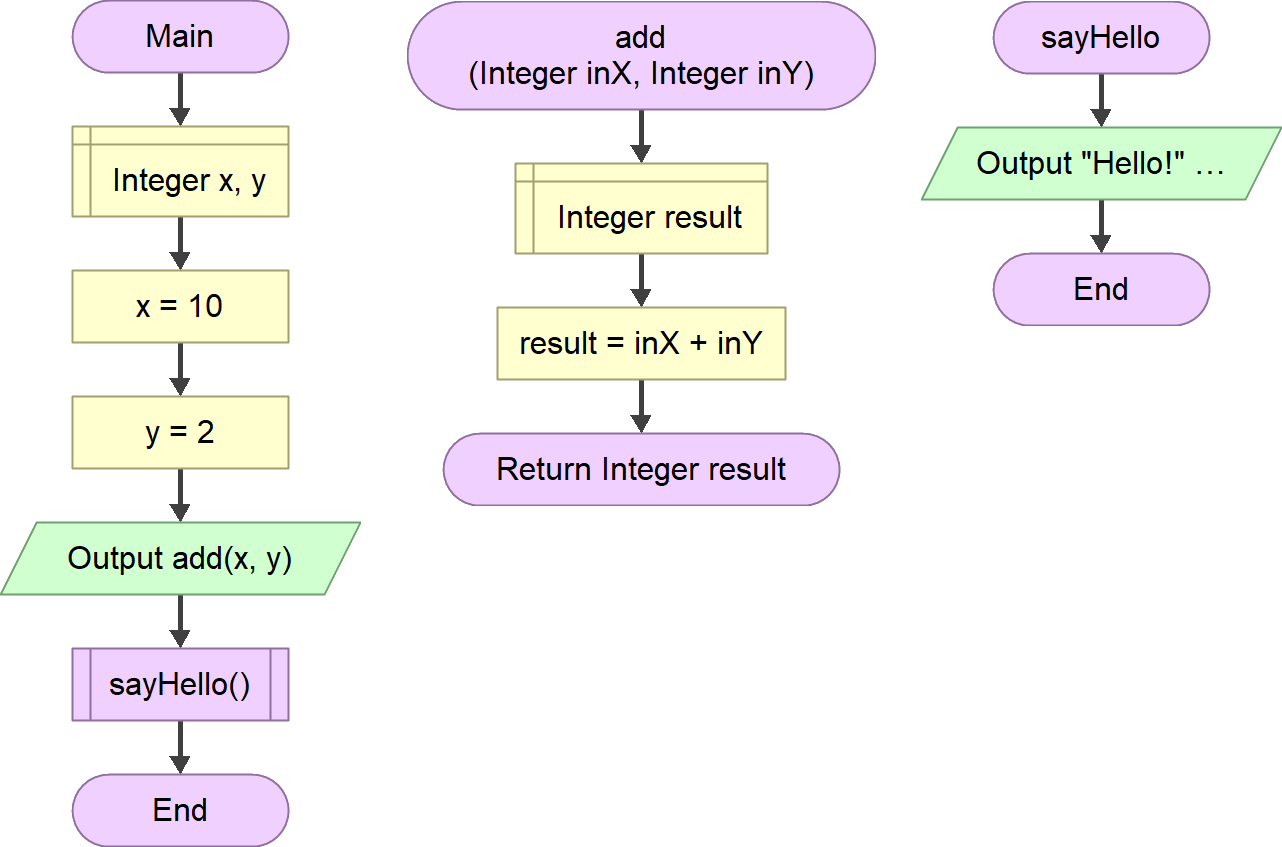 Main
Integer x, y
x = 10
y = 2
Output add(x, y)
sayHello()
End
add
(Integer inX, Integer inY)
Integer result
result = inX + inY
Return Integer result
sayHello
Output "Hello!" …
End